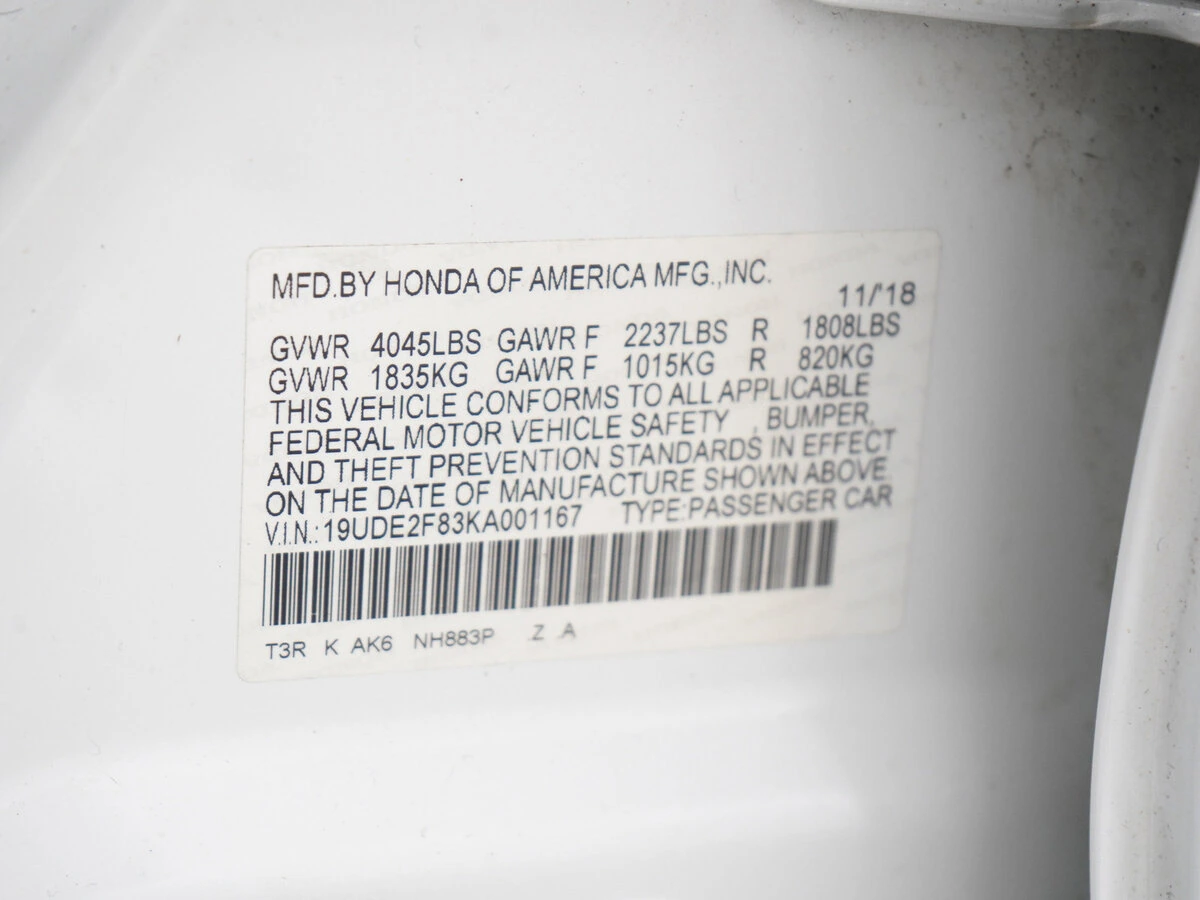 MFD.BY HONDA OF AMERICA MFG.,INC.
11/'18
GVWR 4045LBS GAWR F 2237LBS R 1808LBS
GVWR 1835KG GAWR F 1015KG R 820KG
THIS VEHICLE CONFORMS TO ALL APPLICABLE
FEDERAL MOTOR VEHICLE SAFETY , BUMPER,
AND THEFT PREVENTION STANDARDS IN EFFECT
ON THE DATE OF MANUFACTURE SHOWN ABOVE
V.I.N.: 19UDE2F83KA001167 TYPE:PASSENGER CAR
T3R K AK6 NH883P Z A